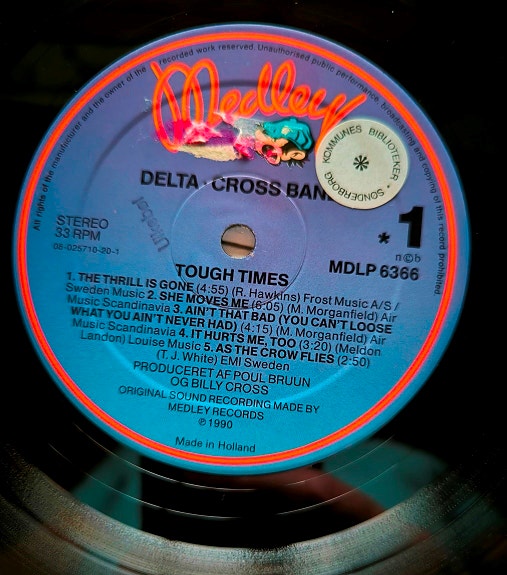 All rights of the manufacturer and the owner of the recorded work reserved. Unauthorised public performance, broadcasting and copying of this record prohibited
Medley
DELTA CROSS BAN
SONDERBORG KOMMUNES BIBLIOTEKER
*
STEREO
33 RPM
08-025710-20-1
* 1
n©b
MDLP 6366
TOUGH TIMES
1. THE THRILL IS GONE (4:55) (R. Hawkins) Frost Music A/S /
Sweden Music 2. SHE MOVES ME (6:05) (M. Morganfield) Air
Music Scandinavia 3. AIN'T THAT BAD (YOU CAN'T LOOSE
WHAT YOU AIN'T NEVER HAD) (4:15) (M. Morganfield) Air
Music Scandinavia 4. IT HURTS ME, TOO (3:20) (Meldon
Landon) Louise Music 5. AS THE CROW FLIES (2:50)
(T. J. White) EMI Sweden
PRODUCERET AF POUL BRUUN
OG BILLY CROSS
ORIGINAL SOUND RECORDING MADE BY
MEDLEY RECORDS
℗ 1990
Made in Holland